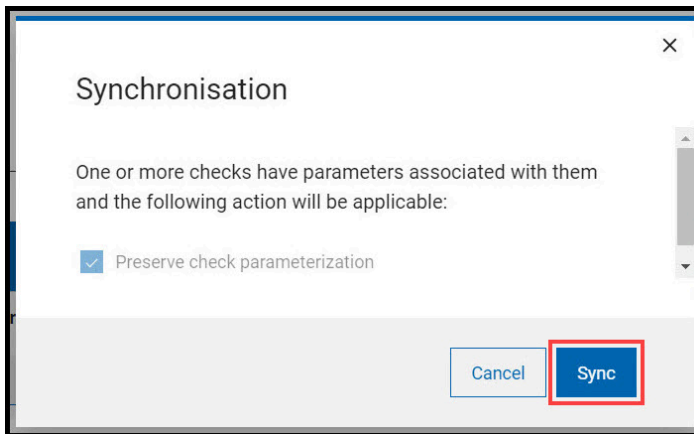 Synchronisation
One or more checks have parameters associated with them
and the following action will be applicable:
Preserve check parameterization
Cancel
Sync